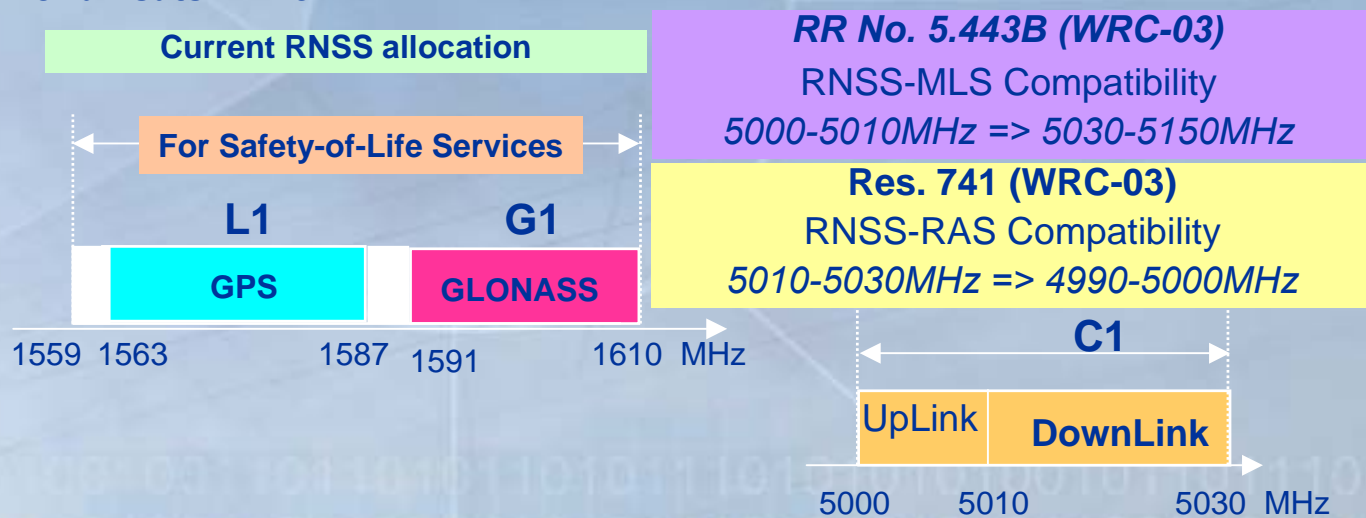 Current RNSS allocation
For Safety-of-Life Services
L1
G1
GPS
GLONASS
1559
1563
1587
1591
1610 MHz
RR No. 5.443B (WRC-03)
RNSS-MLS Compatibility
5000-5010MHz => 5030-5150MHz
Res. 741 (WRC-03)
RNSS-RAS Compatibility
5010-5030MHz => 4990-5000MHz
C1
UpLink
DownLink
5000
5010
5030 MHz